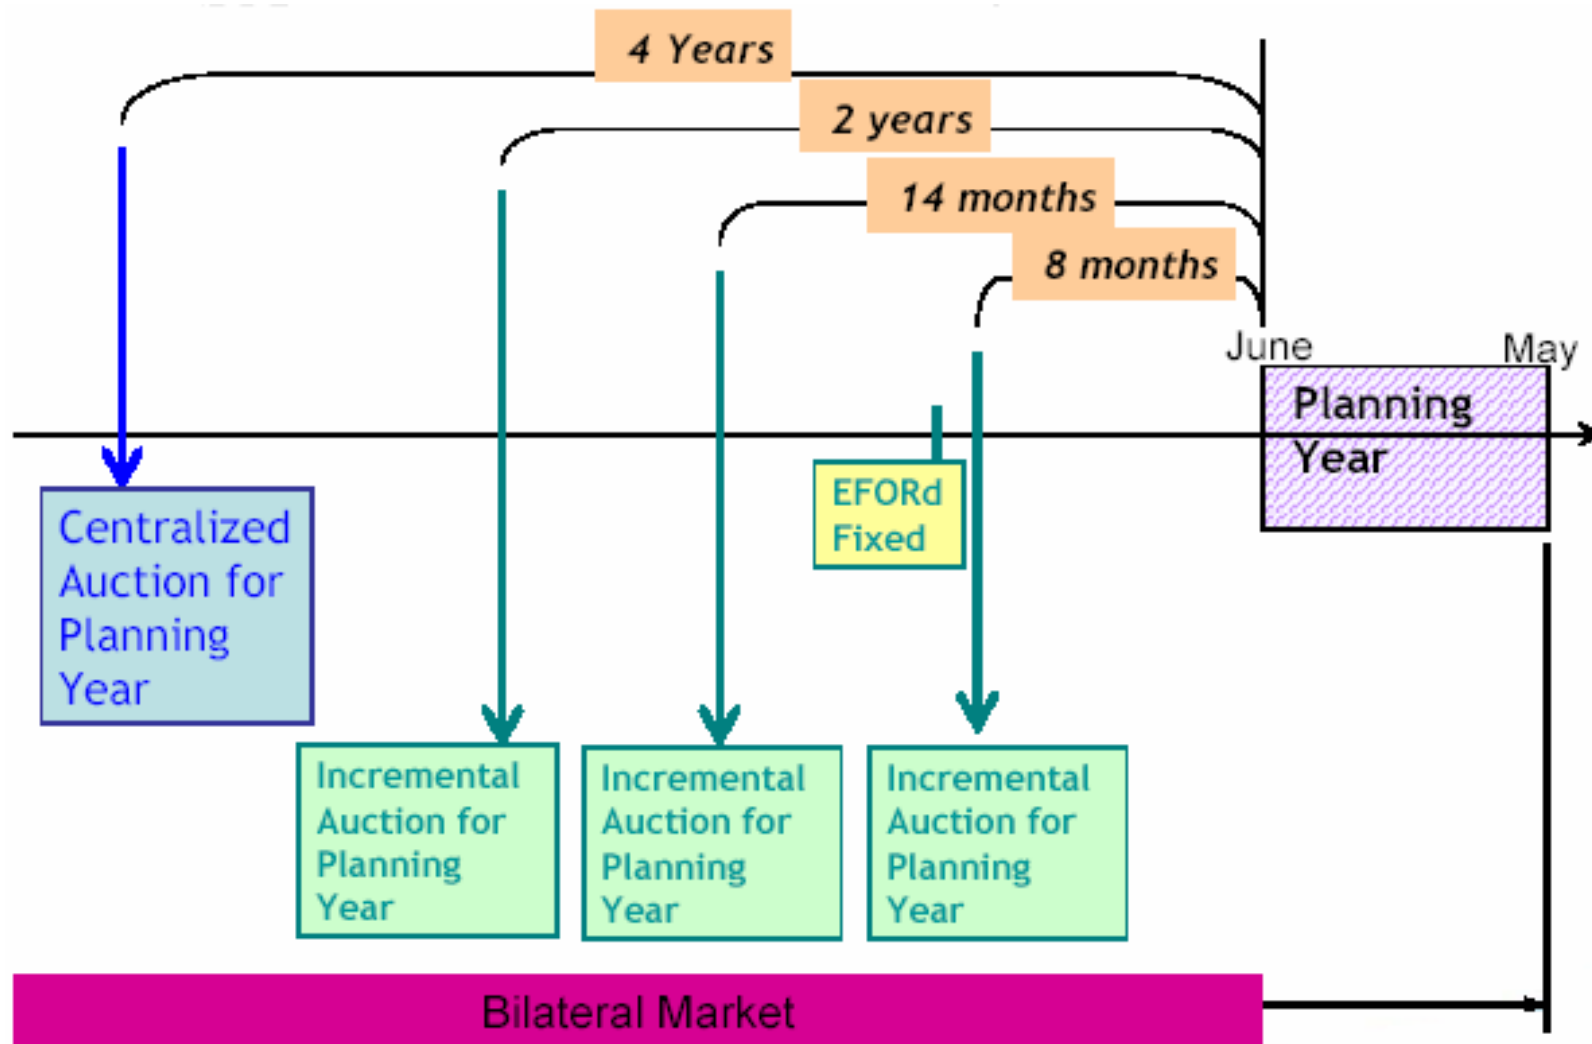 4 Years
2 years
14 months
8 months
June
May
Planning
Year
EFORd
Fixed
Centralized
Auction for
Planning
Year
Incremental
Auction for
Planning
Year
Incremental
Auction for
Planning
Year
Incremental
Auction for
Planning
Year
Bilateral Market